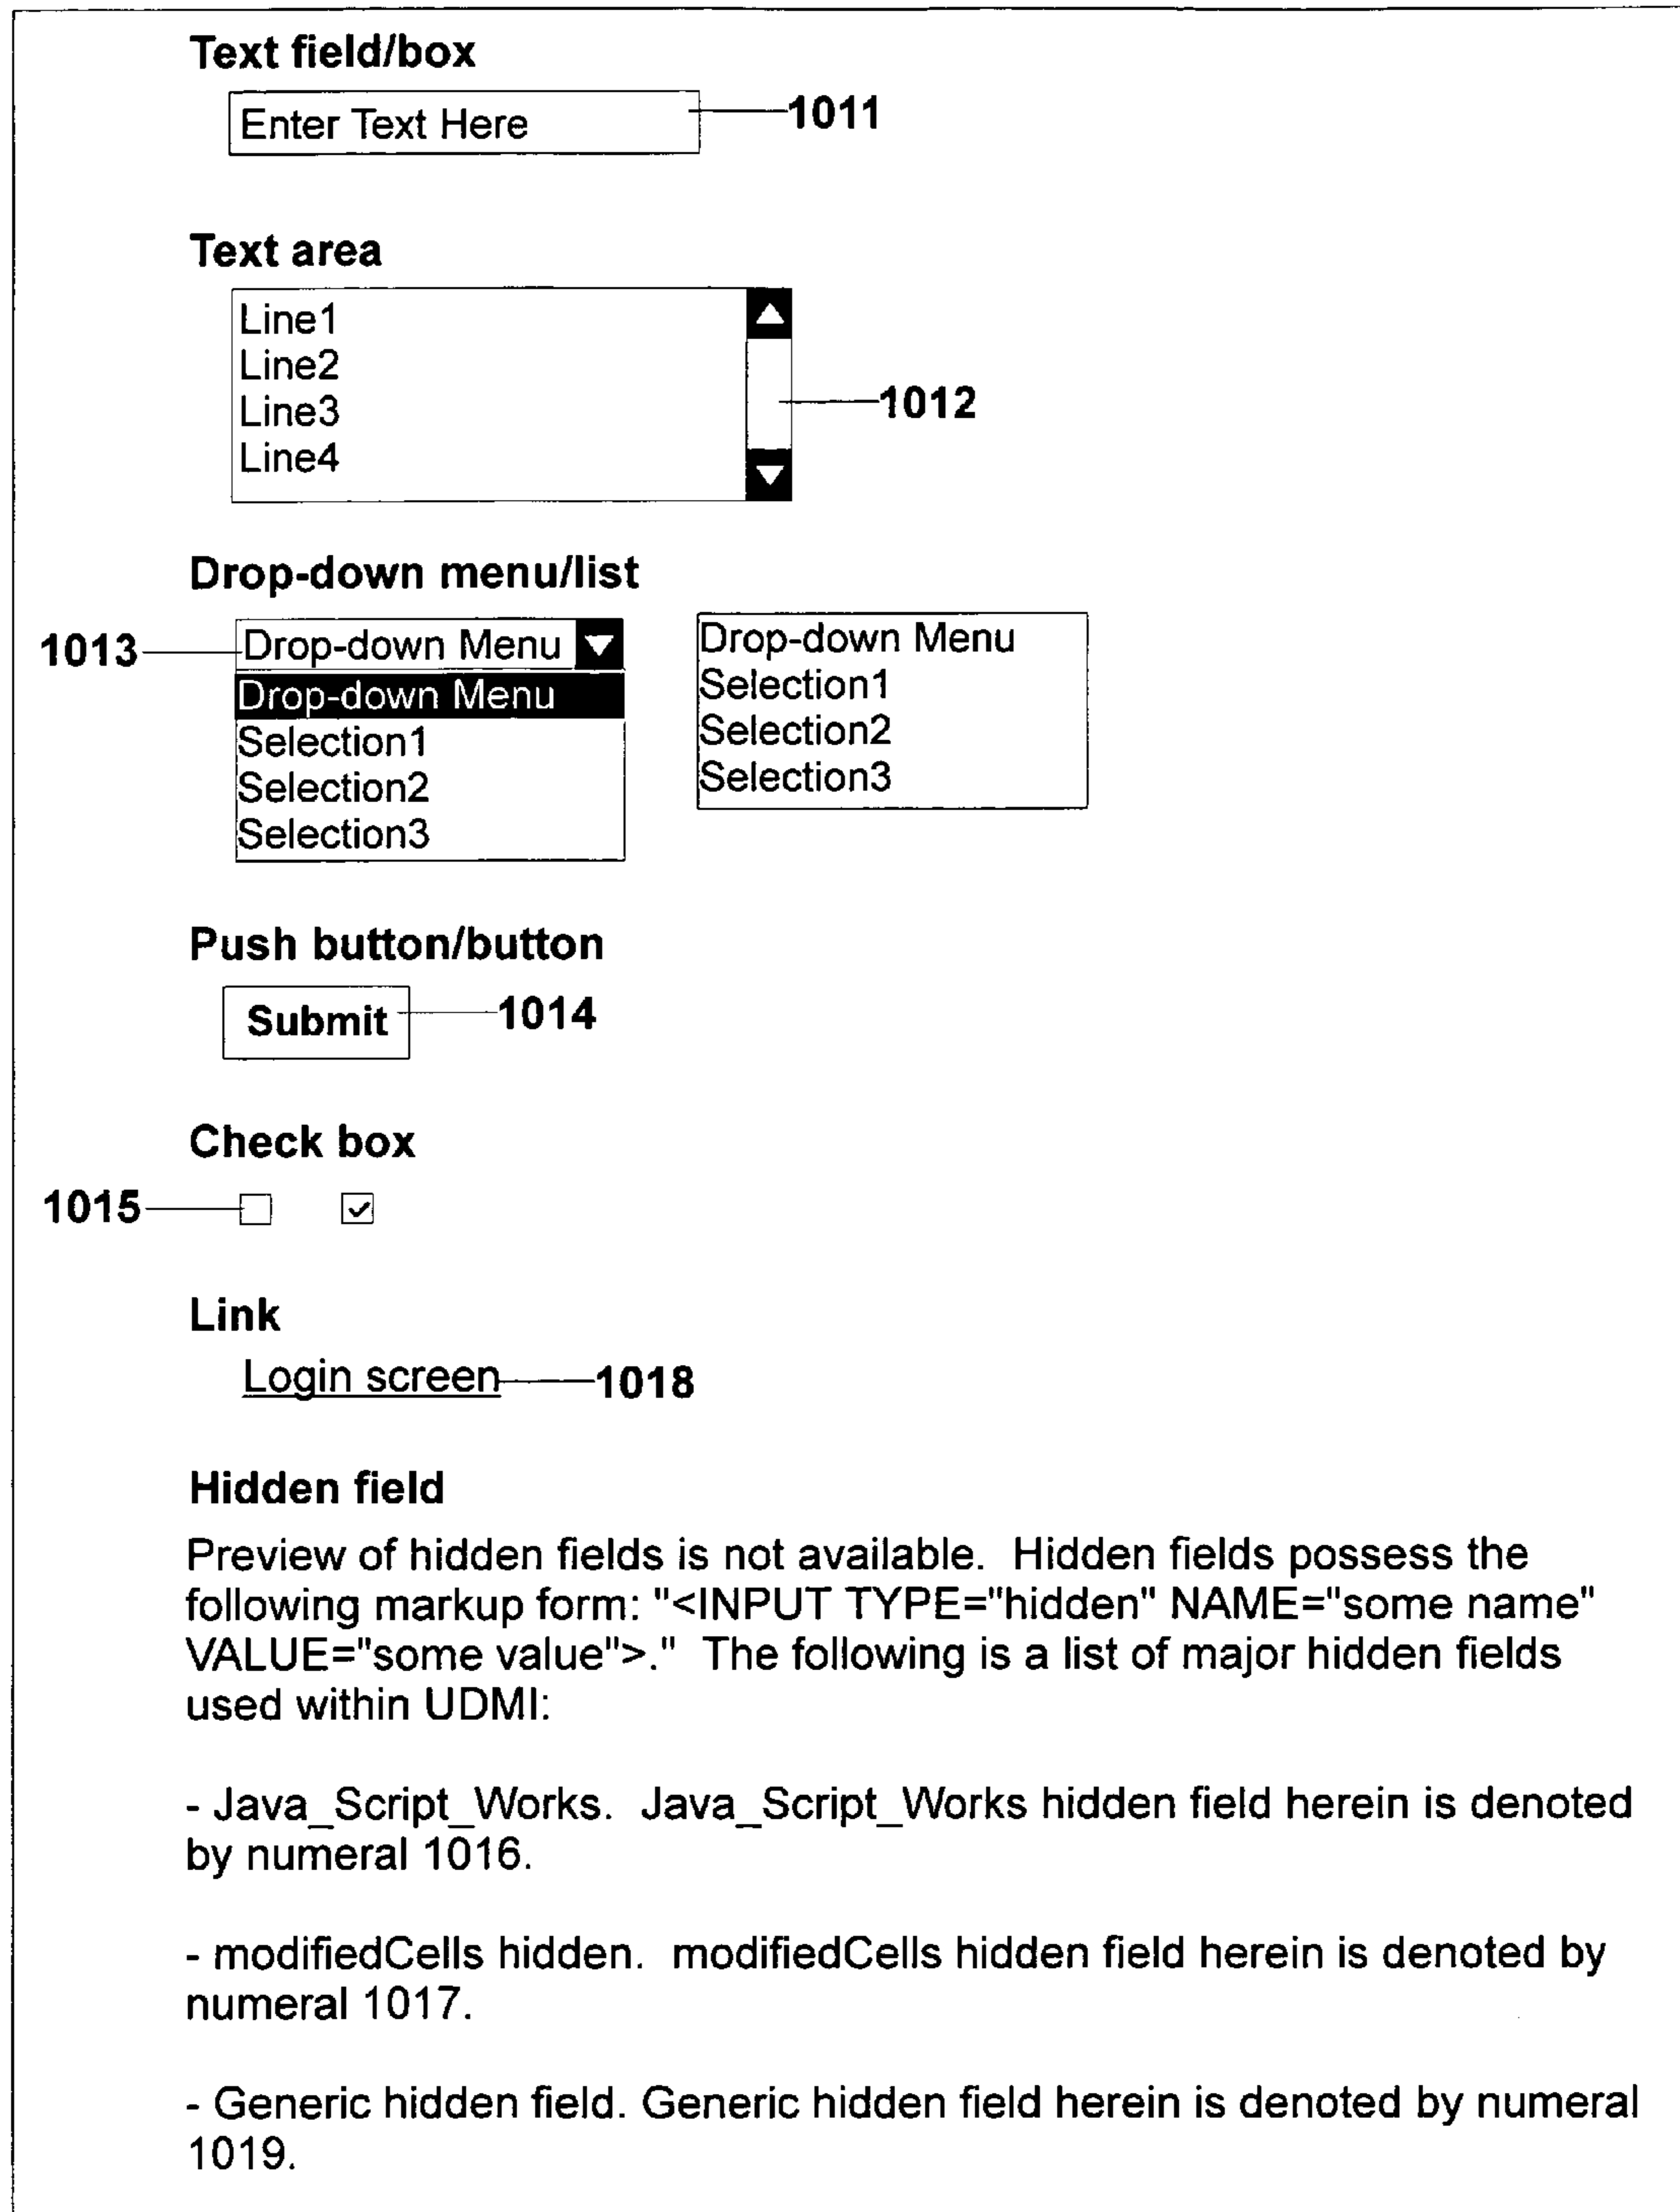 Text field/box
Enter Text Here
1011
Text area
Line1
Line2
Line3
Line4
1012
Drop-down menu/list
1013
Drop-down Menu
Drop-down Menu
Selection1
Selection2
Selection3
Drop-down Menu
Selection1
Selection2
Selection3
Push button/button
Submit
1014
Check box
1015
Link
Login screen
1018
Hidden field
Preview of hidden fields is not available. Hidden fields possess the
following markup form: "<INPUT TYPE="hidden" NAME="some name"
VALUE="some value">." The following is a list of major hidden fields
used within UDMI:
- Java_Script_Works. Java_Script_Works hidden field herein is denoted
by numeral 1016.
- modifiedCells hidden. modifiedCells hidden field herein is denoted by
numeral 1017.
- Generic hidden field. Generic hidden field herein is denoted by numeral
1019.